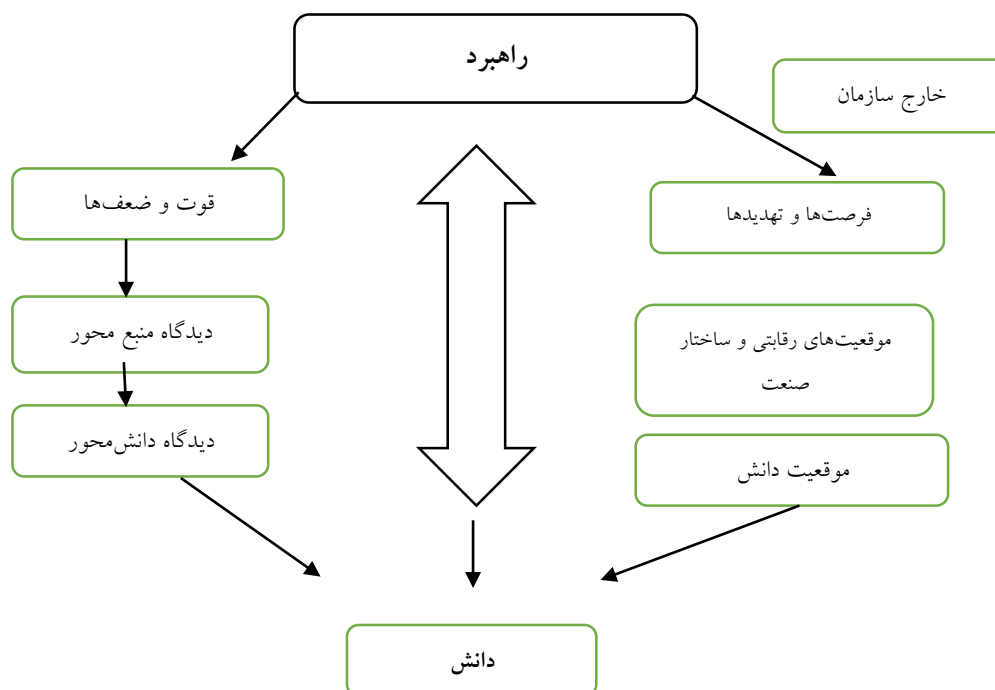 راهبرد
خارج سازمان
قوت و ضعف‌ها
فرصت‌ها و تهدیدها
دیدگاه منبع محور
موقعیت‌های رقابتی و ساختار
صنعت
دیدگاه دانش‌محور
موقعیت دانش
دانش